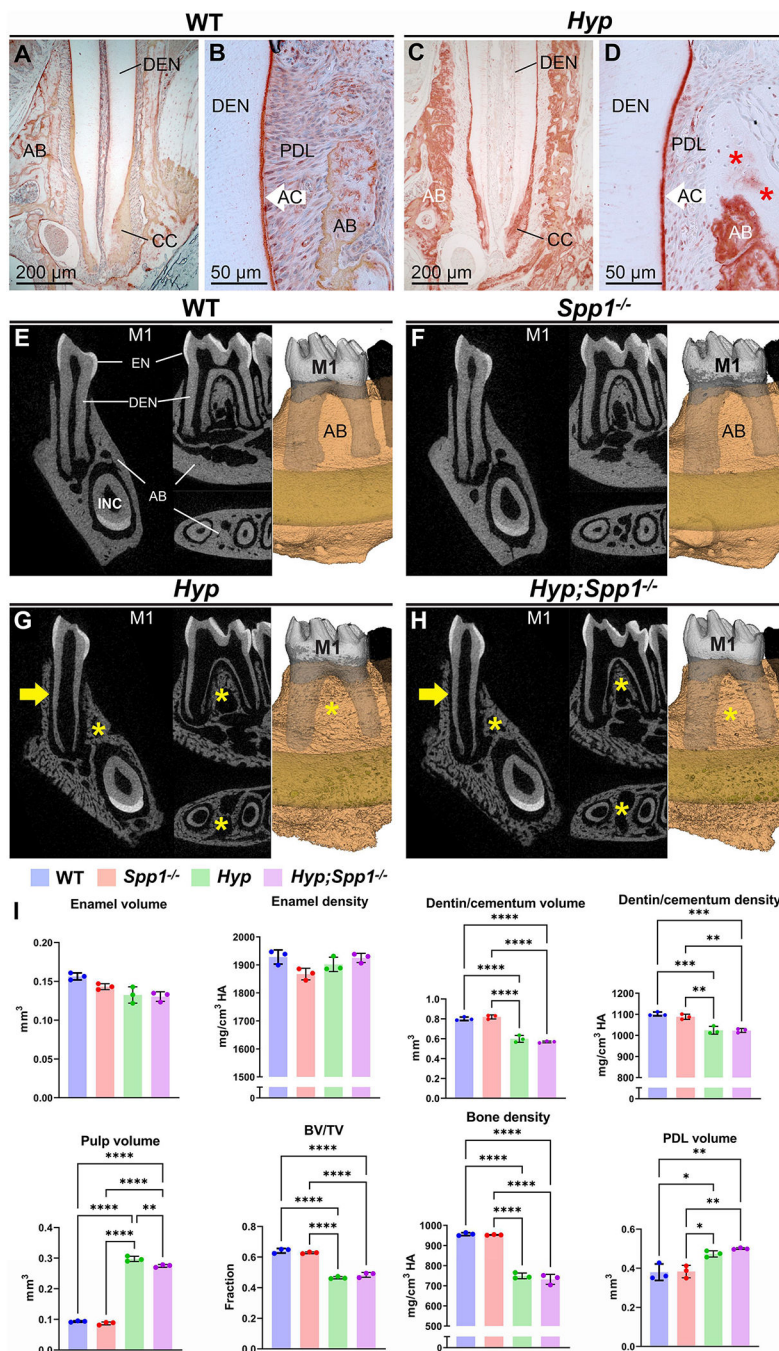 WT
Hyp
A
DEN
AB
CC
200 μm
B
DEN
PDL
AC
AB
50 μm
C
DEN
AB
CC
200 μm
D
DEN
PDL
*
*
AC
AB
50 μm
WT
Spp1-/-
E
M1
EN
DEN
AB
INC
M1
AB
F
M1
AB
Hyp
Hyp;Spp1-/-
G
M1
*
*
*
M1
*
H
M1
*
*
*
M1
*
WT Spp1-/- Hyp Hyp;Spp1-/-
I
Enamel volume
mm³
0.20
0.15
0.10
0.05
0.00
Enamel density
mg/cm³ HA
2000
1900
1800
1700
1600
1500
0
Dentin/cementum volume
****
****
****
****
mm³
1.0
0.8
0.6
0.4
0.2
0
Dentin/cementum density
***
**
***
**
mg/cm³ HA
1100
1000
900
800
0
Pulp volume
****
****
**** **
****
mm³
0.4
0.3
0.2
0.1
0.0
BV/TV
****
****
****
****
Fraction
0.8
0.6
0.4
0.2
0.0
Bone density
****
****
****
****
mg/cm³ HA
1000
900
800
700
600
500
0
PDL volume
**
*
**
*
mm³
0.6
0.4
0.2
0.0